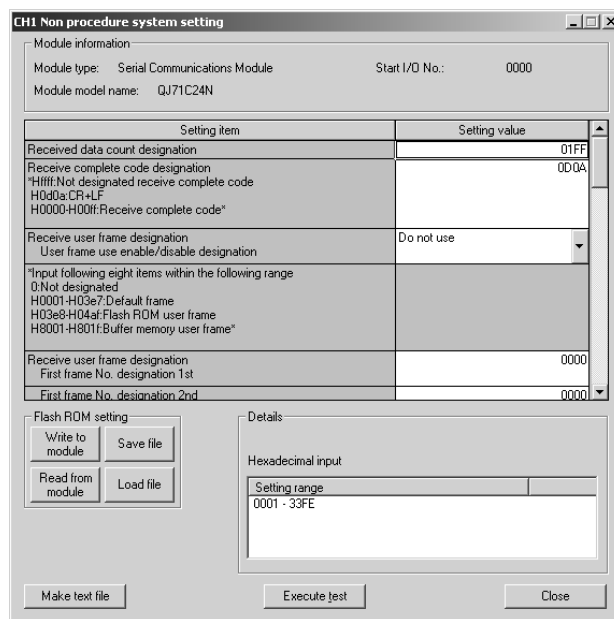 CH1 Non procedure system setting
Module information
Module type: Serial Communications Module Start I/O No.: 0000
Module model name: QJ71C24N
Setting item Setting value
Received data count designation 01FF
Receive complete code designation 0D0A
*Hffff:Not designated receive complete code
H0d0a:CR+LF
H0000-H00ff:Receive complete code*
Receive user frame designation Do not use
User frame use enable/disable designation
*Input following eight items within the following range
0:Not designated
H0001-H03e7:Default frame
H03e8-H04af:Flash ROM user frame
H8001-H801f:Buffer memory user frame*
Receive user frame designation 0000
First frame No. designation 1st
First frame No. designation 2nd 0000
Flash ROM setting
Write to module
Save file
Read from module
Load file
Details
Hexadecimal input
Setting range
0001 - 33FE
Make text file
Execute test
Close